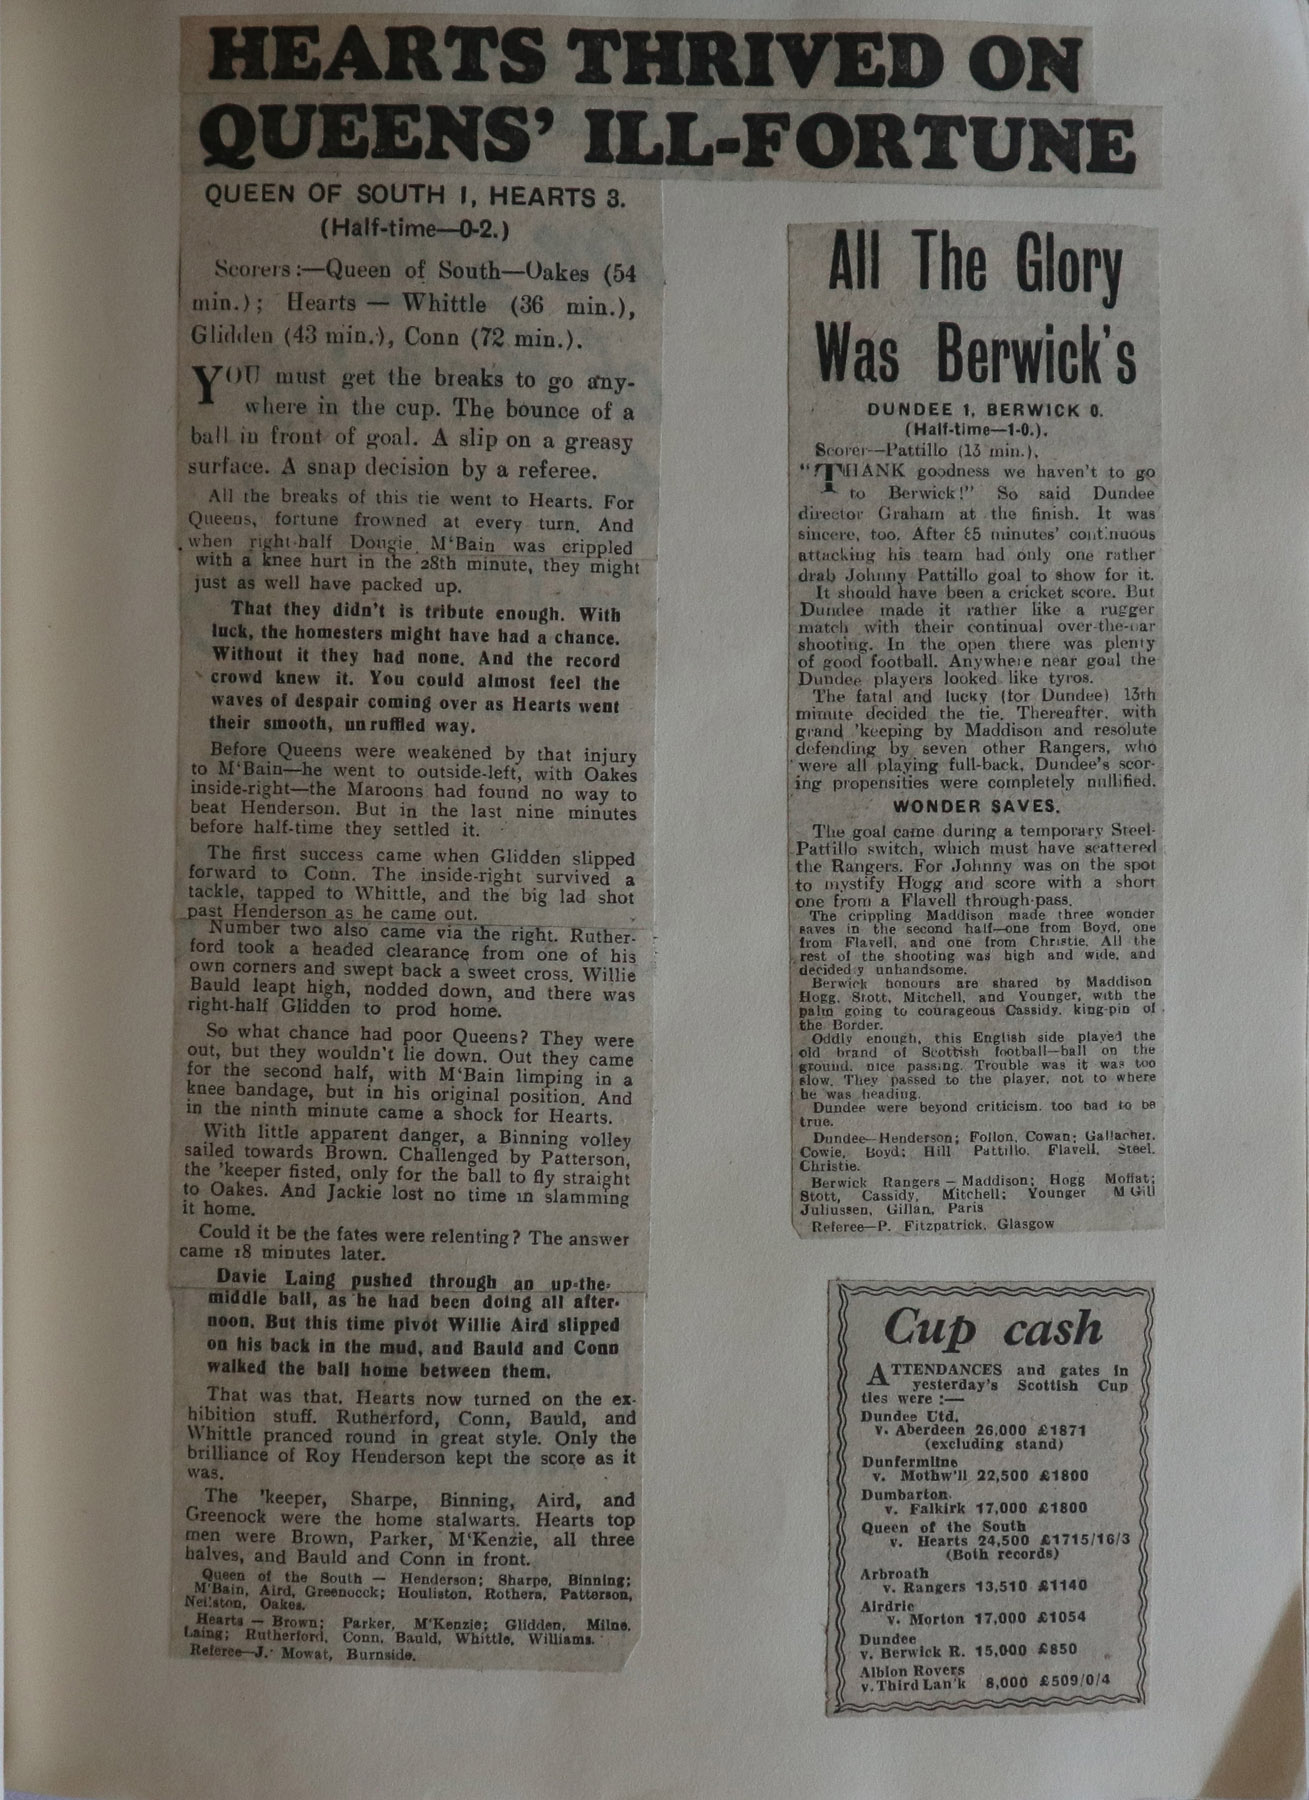 HEARTS THRIVED ON
QUEENS' ILL-FORTUNE
QUEEN OF SOUTH 1, HEARTS 3.
(Half-time—0-2.)
Scorers:—Queen of South—Oakes (54
min.); Hearts — Whittle (36 min.),
Glidden (43 min.), Conn (72 min.).
YOU must get the breaks to go any-
where in the cup. The bounce of a
ball in front of goal. A slip on a greasy
surface. A snap decision by a referee.
All the breaks of this tie went to Hearts. For
Queens, fortune frowned at every turn. And
when right-half Dougie M'Bain was crippled
with a knee hurt in the 28th minute, they might
just as well have packed up.
That they didn't is tribute enough. With
luck, the homesters might have had a chance.
Without it they had none. And the record
crowd knew it. You could almost feel the
waves of despair coming over as Hearts went
their smooth, unruffled way.
Before Queens were weakened by that injury
to M'Bain—he went to outside-left, with Oakes
inside-right—the Maroons had found no way to
beat Henderson. But in the last nine minutes
before half-time they settled it.
The first success came when Glidden slipped
forward to Conn. The inside-right survived a
tackle, tapped to Whittle, and the big lad shot
past Henderson as he came out.
Number two also came via the right. Ruther-
ford took a headed clearance from one of his
own corners and swept back a sweet cross. Willie
Bauld leapt high, nodded down, and there was
right-half Glidden to prod home.
So what chance had poor Queens? They were
out, but they wouldn't lie down. Out they came
for the second half, with M'Bain limping in a
knee bandage, but in his original position. And
in the ninth minute came a shock for Hearts.
With little apparent danger, a Binning volley
sailed towards Brown. Challenged by Patterson,
the 'keeper fisted, only for the ball to fly straight
to Oakes. And Jackie lost no time in slamming
it home.
Could it be the fates were relenting? The answer
came 18 minutes later.
Davie Laing pushed through an up-the-
middle ball, as he had been doing all after-
noon. But this time pivot Willie Aird slipped
on his back in the mud, and Bauld and Conn
walked the ball home between them.
That was that. Hearts now turned on the ex-
hibition stuff. Rutherford, Conn, Bauld, and
Whittle pranced round in great style. Only the
brilliance of Roy Henderson kept the score as it
was.
The 'keeper, Sharpe, Binning, Aird, and
Greenock were the home stalwarts. Hearts top
men were Brown, Parker, M'Kenzie, all three
halves, and Bauld and Conn in front.
Queen of the South — Henderson; Sharpe, Binning;
M'Bain, Aird, Greenock; Houliston, Rothera, Patterson,
Neilston, Oakes.
Hearts — Brown; Parker, M'Kenzie; Glidden, Milne,
Laing; Rutherford, Conn, Bauld, Whittle, Williams.
Referee—J. Mowat, Burnside.
All The Glory
Was Berwick's
DUNDEE 1, BERWICK 0.
(Half-time—1-0.).
Scorer—Pattillo (13 min.).
"THANK goodness we haven't to go
to Berwick!" So said Dundee
director Graham at the finish. It was
sincere, too. After 85 minutes' continuous
attacking his team had only one rather
drab Johnny Pattillo goal to show for it.
It should have been a cricket score. But
Dundee made it rather like a rugger
match with their continual over-the-bar
shooting. In the open there was plenty
of good football. Anywhere near goal the
Dundee players looked like tyros.
The fatal and lucky (for Dundee) 13th
minute decided the tie. Thereafter, with
grand 'keeping by Maddison and resolute
defending by seven other Rangers, who
were all playing full-back, Dundee's scor-
ing propensities were completely nullified.
WONDER SAVES.
The goal came during a temporary Steel-
Pattillo switch, which must have scattered
the Rangers. For Johnny was on the spot
to mystify Hogg and score with a short
one from a Flavell through-pass.
The crippling Maddison made three wonder
saves in the second half—one from Boyd, one
from Flavell, and one from Christie. All the
rest of the shooting was high and wide, and
decidedly unhandsome.
Berwick honours are shared by Maddison
Hogg, Stott, Mitchell, and Younger, with the
palm going to courageous Cassidy, king-pin of
the Border.
Oddly enough, this English side played the
old brand of Scottish football—ball on the
ground, nice passing. Trouble was it was too
slow. They passed to the player, not to where
he was heading.
Dundee were beyond criticism, too bad to be
true.
Dundee—Henderson; Follon, Cowan; Gallacher,
Cowie, Boyd; Hill Pattillo, Flavell, Steel,
Christie.
Berwick Rangers — Maddison; Hogg Moffat;
Stott, Cassidy, Mitchell; Younger M'Gill
Juliussen, Gillan, Paris
Referee—P. Fitzpatrick, Glasgow
Cup cash
ATTENDANCES and gates in
yesterday's Scottish Cup
ties were :—
Dundee Utd.
v. Aberdeen 26,000 £1871
(excluding stand)
Dunfermline
v. Mothw'll 22,500 £1800
Dumbarton
v. Falkirk 17,000 £1800
Queen of the South
v. Hearts 24,500 £1715/16/3
(Both records)
Arbroath
v. Rangers 13,510 £1140
Airdrie
v. Morton 17,000 £1054
Dundee
v. Berwick R. 15,000 £850
Albion Rovers
v. Third Lan'k 8,000 £509/0/4